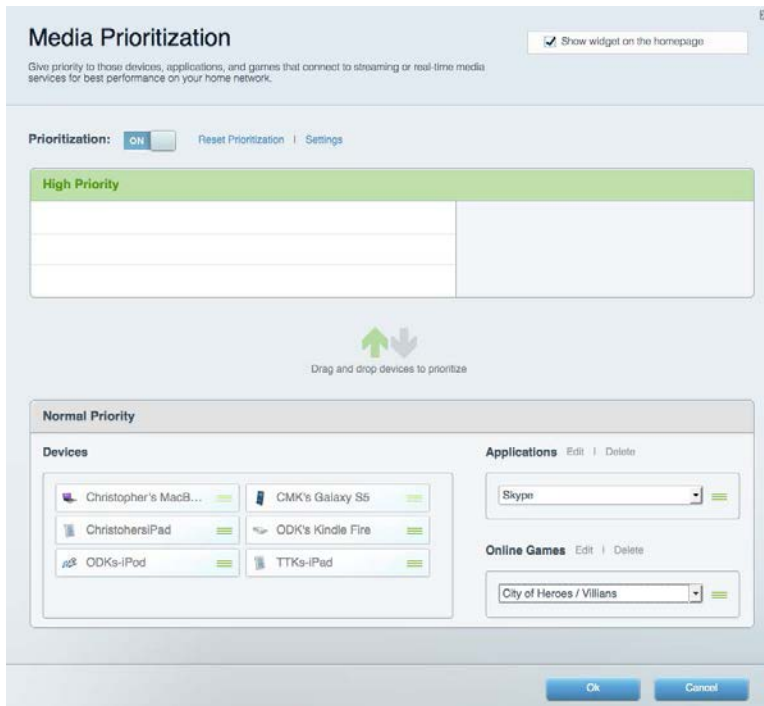 Media Prioritization
Show widget on the homepage
Give priority to those devices, applications, and games that connect to streaming or real-time media
services for best performance on your home network.
Prioritization: ON Reset Prioritization | Settings
High Priority
Drag and drop devices to prioritize
Normal Priority
Devices
Christopher's MacB...
CMK's Galaxy S5
ChristohersiPad
ODK's Kindle Fire
ODKs-iPod
TTKs-iPad
Applications Edit | Delete
Skype
Online Games Edit | Delete
City of Heroes / Villians
Ok
Cancel